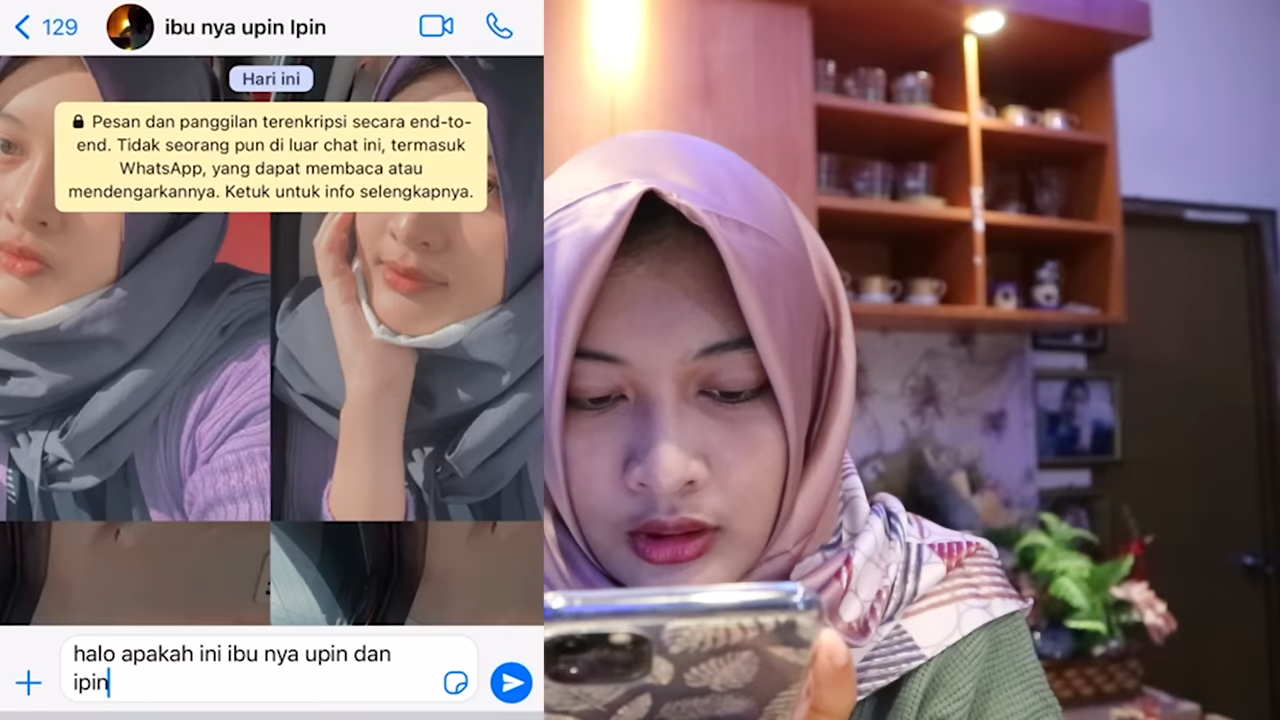 129
ibu nya upin Ipin
Hari ini
Pesan dan panggilan terenkripsi secara end-to-
end. Tidak seorang pun di luar chat ini, termasuk
WhatsApp, yang dapat membaca atau
mendengarkannya. Ketuk untuk info selengkapnya.
halo apakah ini ibu nya upin dan
ipin